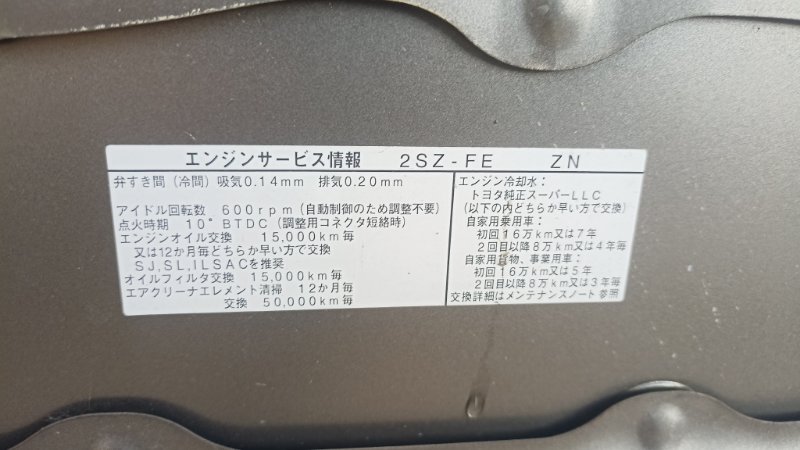 エンジンサービス情報 2SZ-FE ZN
弁すき間 (冷間) 吸気0.14mm 排気0.20mm
アイドル回転数 600rpm (自動制御のため調整不要)
点火時期 10°BTDC (調整用コネクタ短絡時)
エンジンオイル交換 15,000km毎
又は12か月毎どちらか早い方で交換
SJ,SL,ILSACを推奨
オイルフィルタ交換 15,000km毎
エアクリーナエレメント清掃 12か月毎
交換 50,000km毎
エンジン冷却水:
トヨタ純正スーパーLLC
(以下の内どちらか早い方で交換)
自家用乗用車:
初回16万km又は7年
2回目以降8万km又は4年毎
自家用貨物、事業用車:
初回16万km又は5年
2回目以降8万km又は3年毎
交換詳細はメンテナンスノート参照